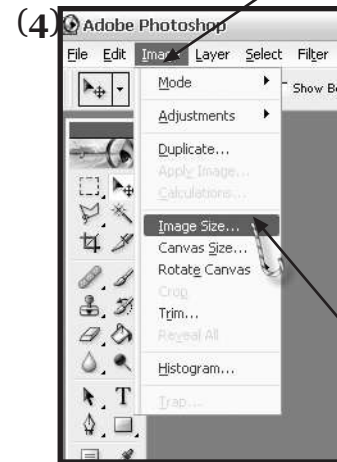 (4)
Adobe Photoshop
File Edit Image Layer Select Filter
Show B
Mode
Adjustments
Duplicate...
Apply Image...
Calculations...
Image Size...
Canvas Size...
Rotate Canvas
Crop
Trim...
Reveal All
Histogram...
Trap...
T